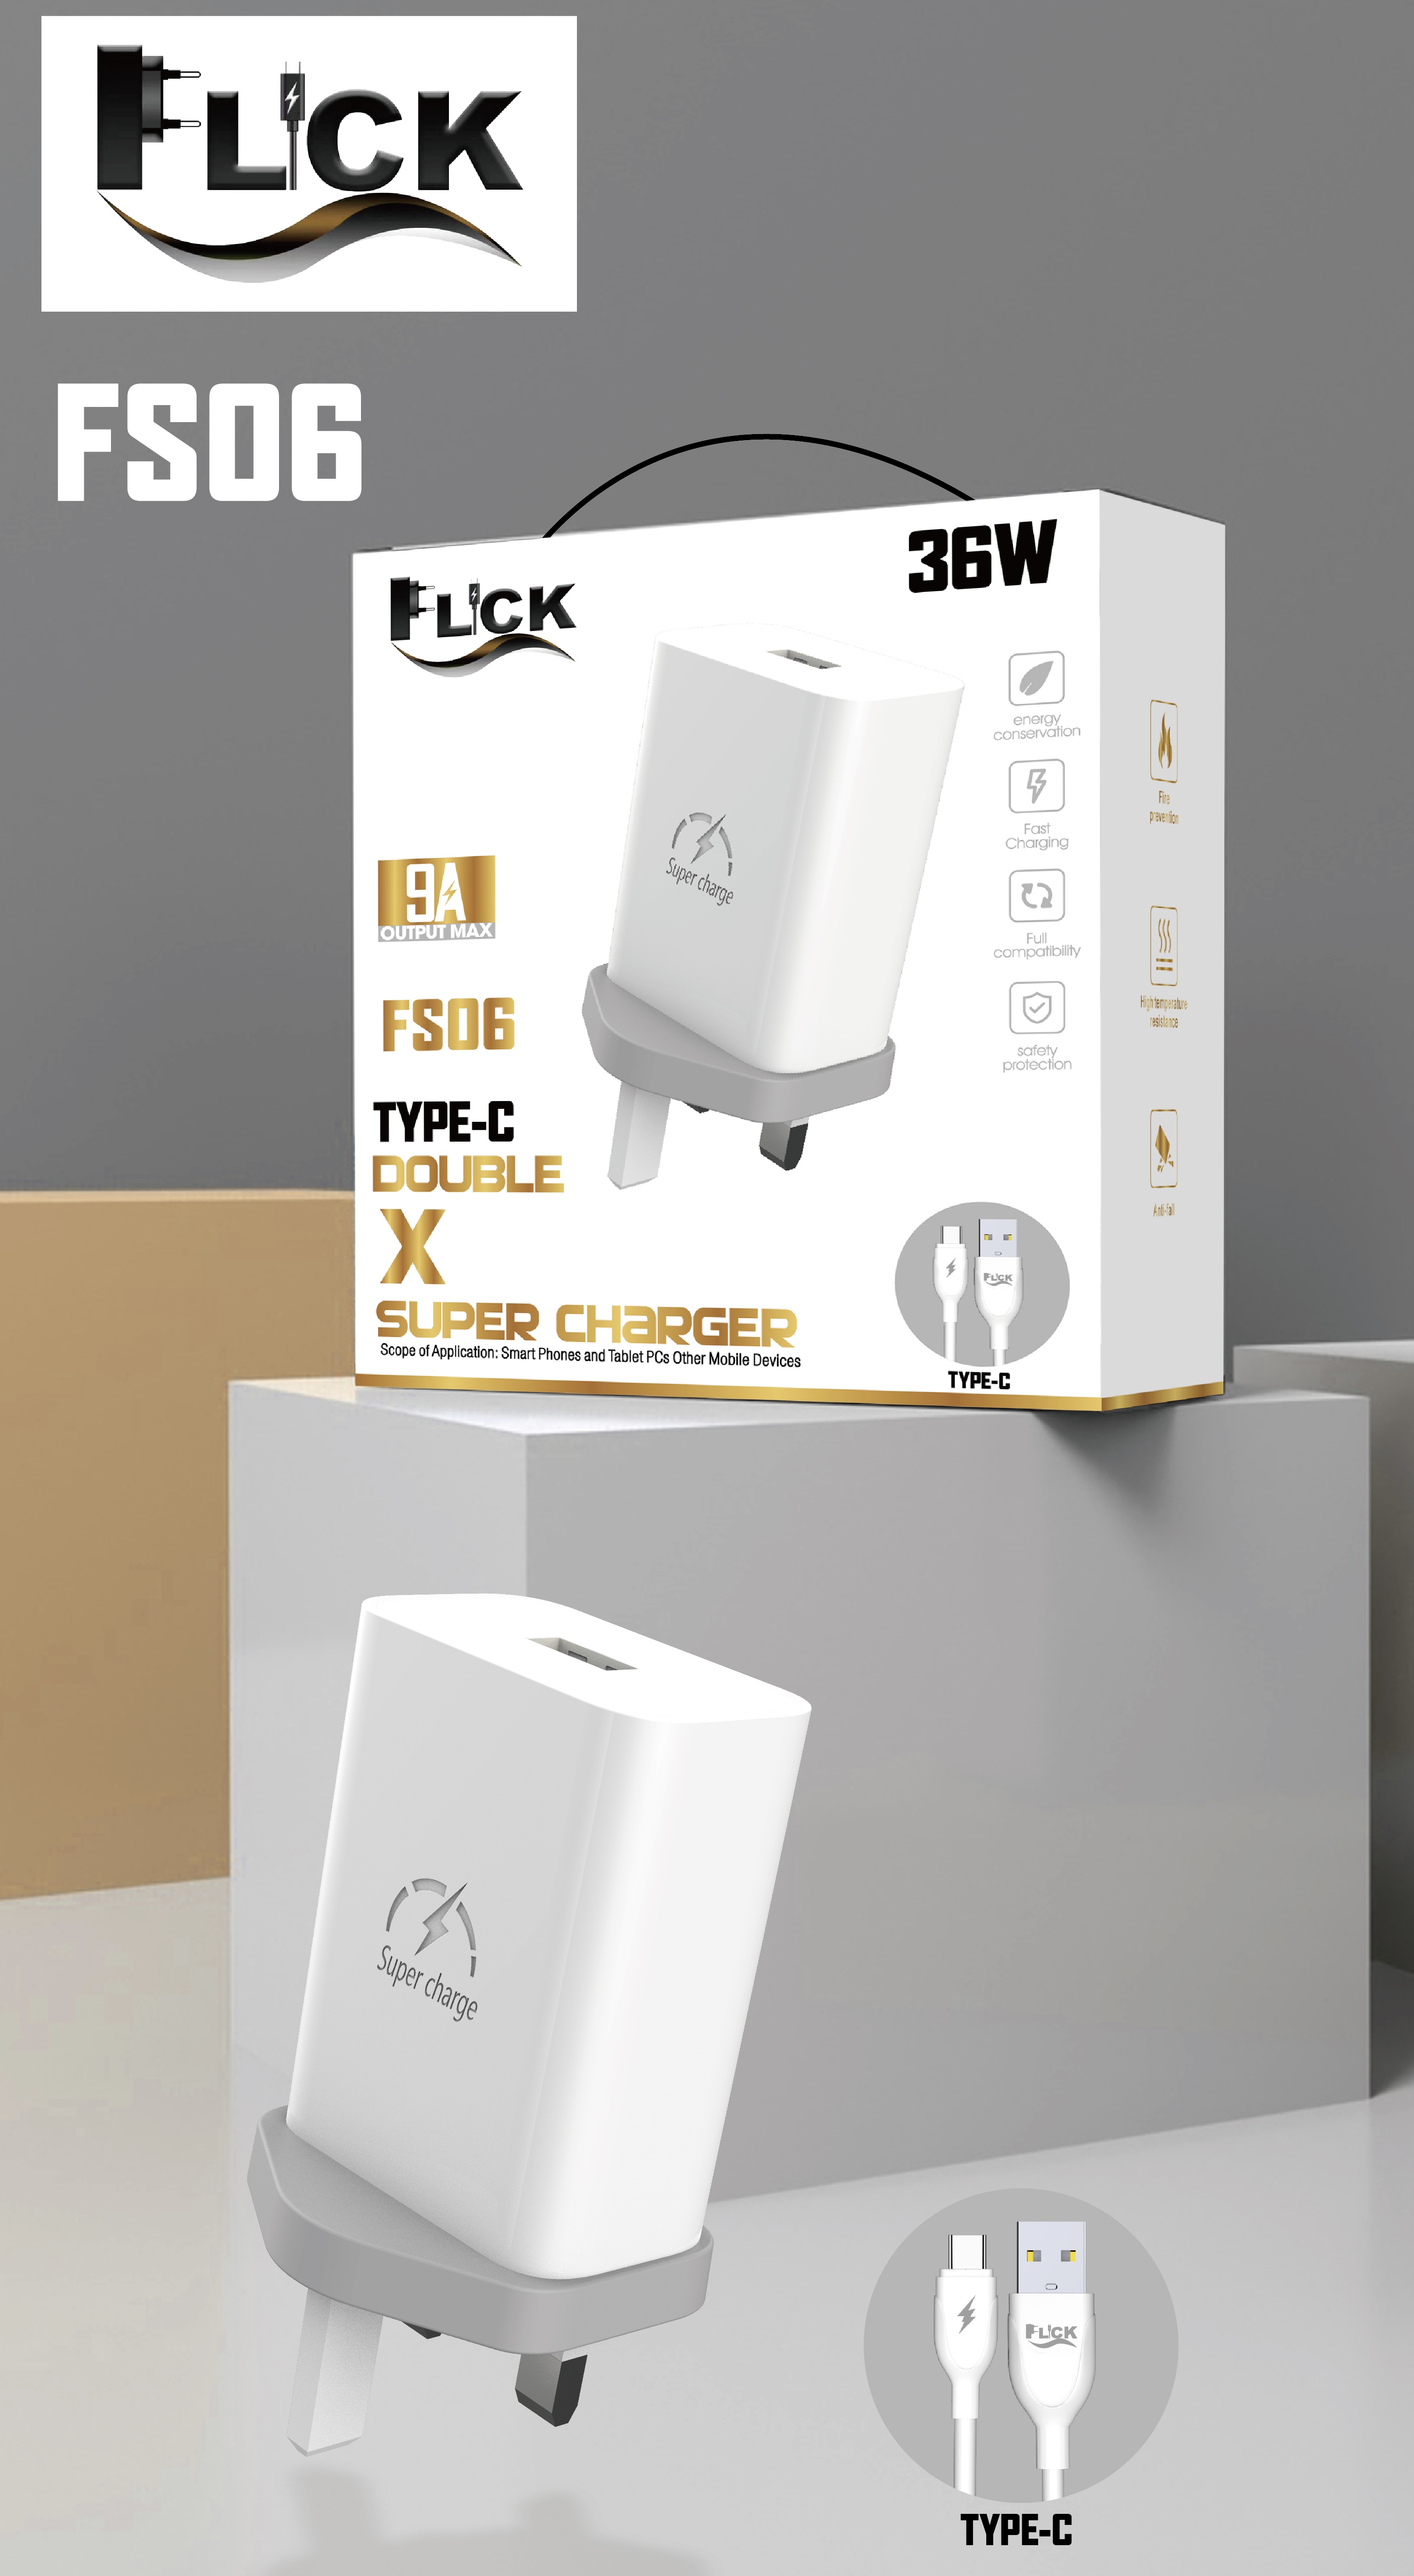 FLICK
FS06
FLICK
36W
energy
conservation
Fast
Charging
Full
compatibility
safety
protection
Fire
prevention
High temperature
resistance
Anti-fall
Super charge
9A
OUTPUT MAX
FS06
TYPE-C
DOUBLE
X
SUPER CHARGER
Scope of Application: Smart Phones and Tablet PCs Other Mobile Devices
FLICK
TYPE-C
Super charge
FLICK
TYPE-C